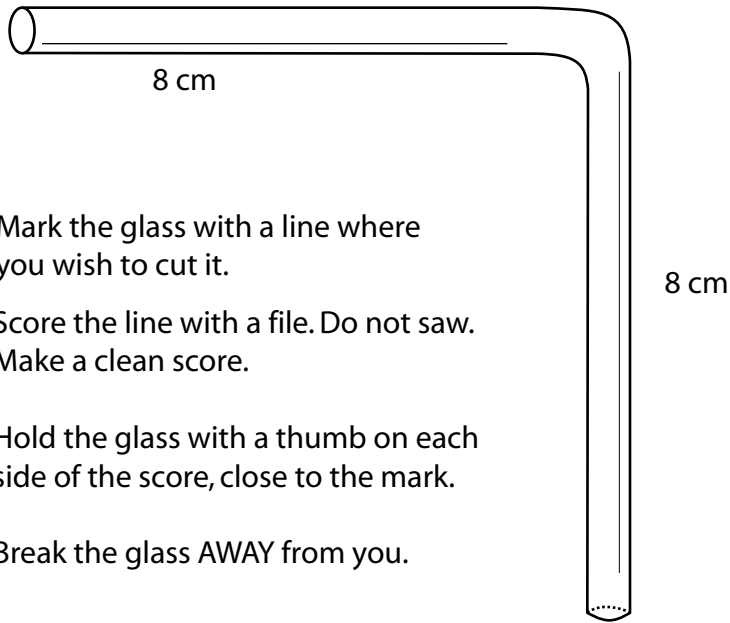 8 cm
Mark the glass with a line where
you wish to cut it.
8 cm
Score the line with a file. Do not saw.
Make a clean score.
Hold the glass with a thumb on each
side of the score, close to the mark.
Break the glass AWAY from you.